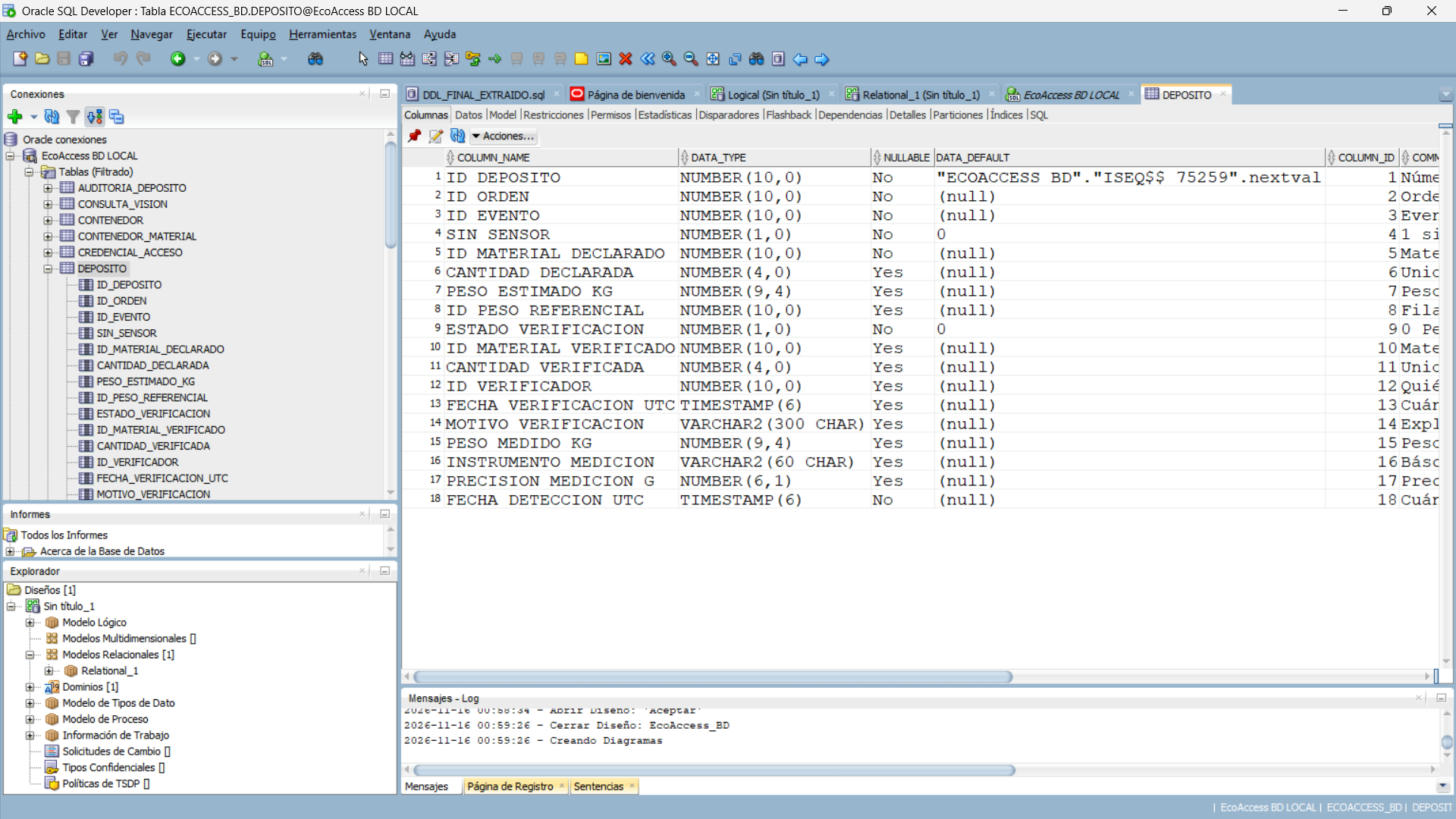 Oracle SQL Developer : Tabla ECOACCESS_BD.DEPOSITO@EcoAccess BD LOCAL
Archivo Editar Ver Navegar Ejecutar Equipo Herramientas Ventana Ayuda
Conexiones
Oracle conexiones
EcoAccess BD LOCAL
Tablas (Filtrado)
AUDITORIA_DEPOSITO
CONSULTA_VISION
CONTENEDOR
CONTENEDOR_MATERIAL
CREDENCIAL_ACCESO
DEPOSITO
ID_DEPOSITO
ID_ORDEN
ID_EVENTO
SIN_SENSOR
ID_MATERIAL_DECLARADO
CANTIDAD_DECLARADA
PESO_ESTIMADO_KG
ID_PESO_REFERENCIAL
ESTADO_VERIFICACION
ID_MATERIAL_VERIFICADO
CANTIDAD_VERIFICADA
ID_VERIFICADOR
FECHA_VERIFICACION_UTC
MOTIVO_VERIFICACION
Informes
Todos los Informes
Acerca de la Base de Datos
Explorador
Diseños [1]
Sin título_1
Modelo Lógico
Modelos Multidimensionales []
Modelos Relacionales [1]
Relational_1
Dominios [1]
Modelo de Tipos de Dato
Modelo de Proceso
Información de Trabajo
Solicitudes de Cambio []
Tipos Confidenciales []
Políticas de TSDP []
DDL_FINAL_EXTRAIDO.sql Página de bienvenida Logical (Sin título_1) Relational_1 (Sin título_1) EcoAccess BD LOCAL DEPOSITO
Columnas Datos Model Restricciones Permisos Estadísticas Disparadores Flashback Dependencias Detalles Particiones Índices SQL
Acciones...
COLUMN_NAME DATA_TYPE NULLABLE DATA_DEFAULT COLUMN_ID COMM
1 ID DEPOSITO NUMBER(10,0) No "ECOACCESS BD"."ISEQ$$ 75259".nextval 1 Núme
2 ID ORDEN NUMBER(10,0) No (null) 2 Orde
3 ID EVENTO NUMBER(10,0) No (null) 3 Even
4 SIN SENSOR NUMBER(1,0) No 0 4 1 si
5 ID MATERIAL DECLARADO NUMBER(10,0) No (null) 5 Mate
6 CANTIDAD DECLARADA NUMBER(4,0) Yes (null) 6 Unic
7 PESO ESTIMADO KG NUMBER(9,4) Yes (null) 7 Peso
8 ID PESO REFERENCIAL NUMBER(10,0) Yes (null) 8 Fila
9 ESTADO VERIFICACION NUMBER(1,0) No 0 9 0 Pe
10 ID MATERIAL VERIFICADO NUMBER(10,0) Yes (null) 10 Mate
11 CANTIDAD VERIFICADA NUMBER(4,0) Yes (null) 11 Unic
12 ID VERIFICADOR NUMBER(10,0) Yes (null) 12 Quié
13 FECHA VERIFICACION UTC TIMESTAMP(6) Yes (null) 13 Cuán
14 MOTIVO VERIFICACION VARCHAR2(300 CHAR) Yes (null) 14 Expl
15 PESO MEDIDO KG NUMBER(9,4) Yes (null) 15 Peso
16 INSTRUMENTO MEDICION VARCHAR2(60 CHAR) Yes (null) 16 Básc
17 PRECISION MEDICION G NUMBER(6,1) Yes (null) 17 Prec
18 FECHA DETECCION UTC TIMESTAMP(6) No (null) 18 Cuán
Mensajes - Log
2026-11-16 00:58:34 - Abrir Diseño: 'Aceptar'
2026-11-16 00:59:26 - Cerrar Diseño: EcoAccess_BD
2026-11-16 00:59:26 - Creando Diagramas
Mensajes Página de Registro Sentencias
| EcoAccess BD LOCAL | ECOACCESS_BD | DEPOSIT